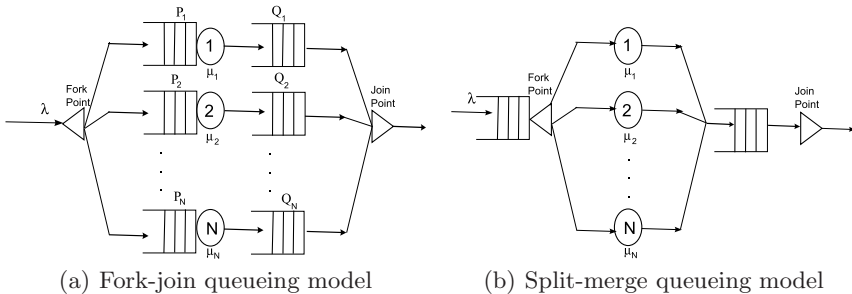 P1
Q1
1
μ1
Fork
Point
λ
P2
Q2
2
μ2
Join
Point
PN
QN
N
μN
(a) Fork-join queueing model
λ
Fork
Point
1
μ1
2
μ2
Join
Point
N
μN
(b) Split-merge queueing model